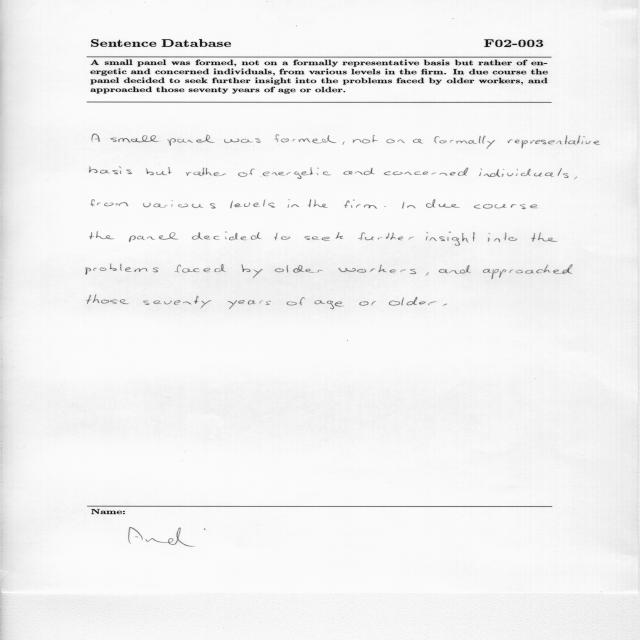 Sentence Database F02-003
A small panel was formed, not on a formally representative basis but rather of en-
ergetic and concerned individuals, from various levels in the firm. In due course the
panel decided to seek further insight into the problems faced by older workers, and
approached those seventy years of age or older.
A small panel was formed, not on a formally representative
basis but rather of energetic and concerned individuals,
from various levels in the firm. In due course
the panel decided to seek further insight into the
problems faced by older workers, and approached
those seventy years of age or older.
Name:
Andi